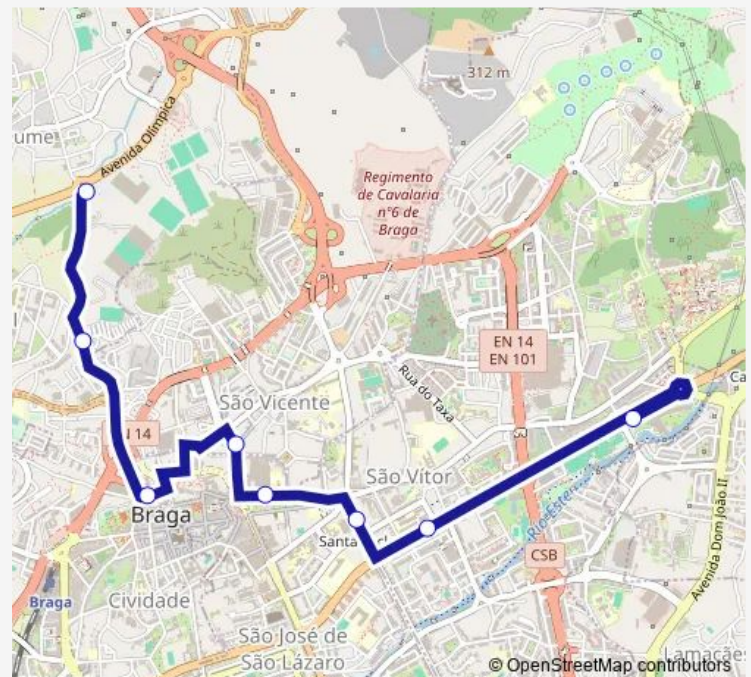 312 m
ume
Avenida Olímpica
Regimento
de Cavalaria
nº6 de
Braga
EN 14
EN 101
Rua do Taxa
Ca
São Vicente
14
São Vítor
Braga
Santa
Rio Este
CSB
Avenida Dom João II
Braga
Cividade
São José de
São Lázaro
Lamaçães
© OpenStreetMap contributors